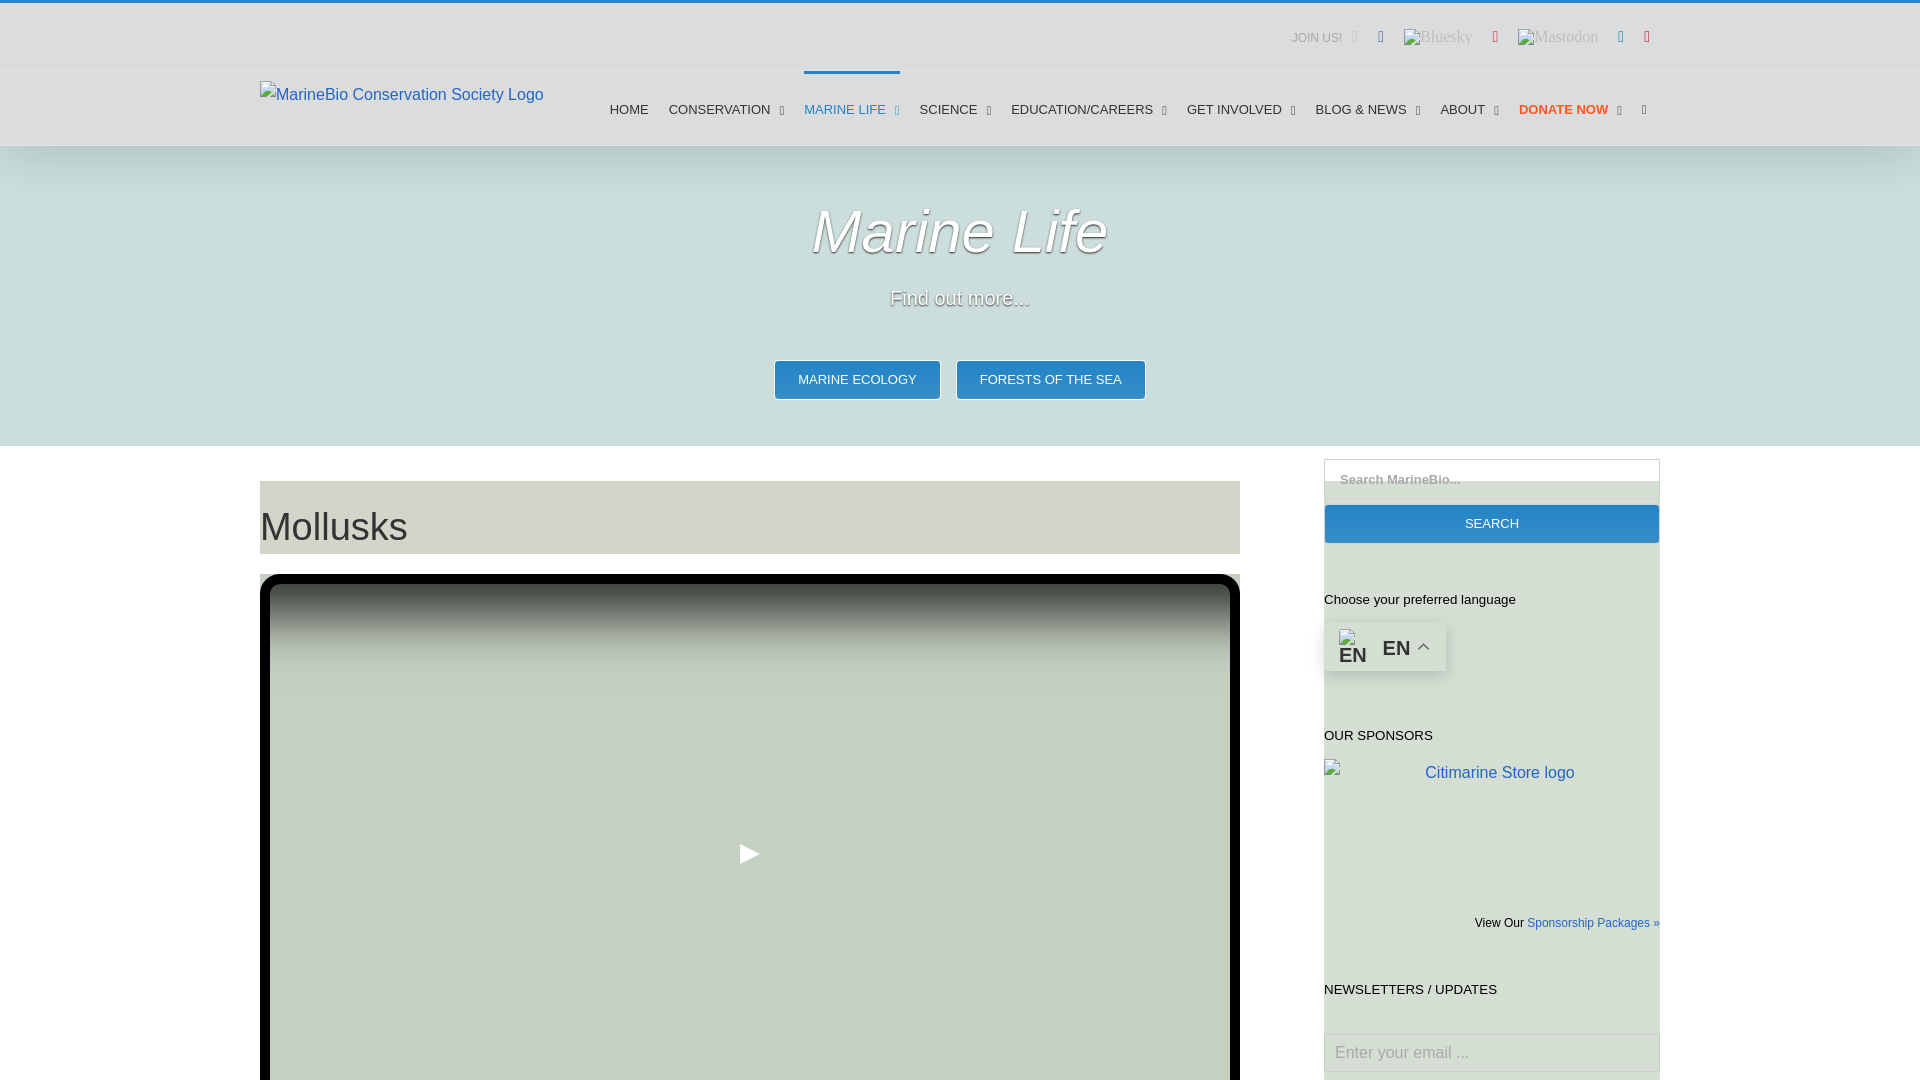 JOIN US!
Bluesky
Mastodon
MarineBio Conservation Society Logo
HOME
CONSERVATION
MARINE LIFE
SCIENCE
EDUCATION/CAREERS
GET INVOLVED
BLOG & NEWS
ABOUT
DONATE NOW
Marine Life
Find out more...
MARINE ECOLOGY
FORESTS OF THE SEA
Mollusks
Search MarineBio...
SEARCH
Choose your preferred language
EN EN
OUR SPONSORS
Citimarine Store logo
View Our Sponsorship Packages »
NEWSLETTERS / UPDATES
Enter your email ...